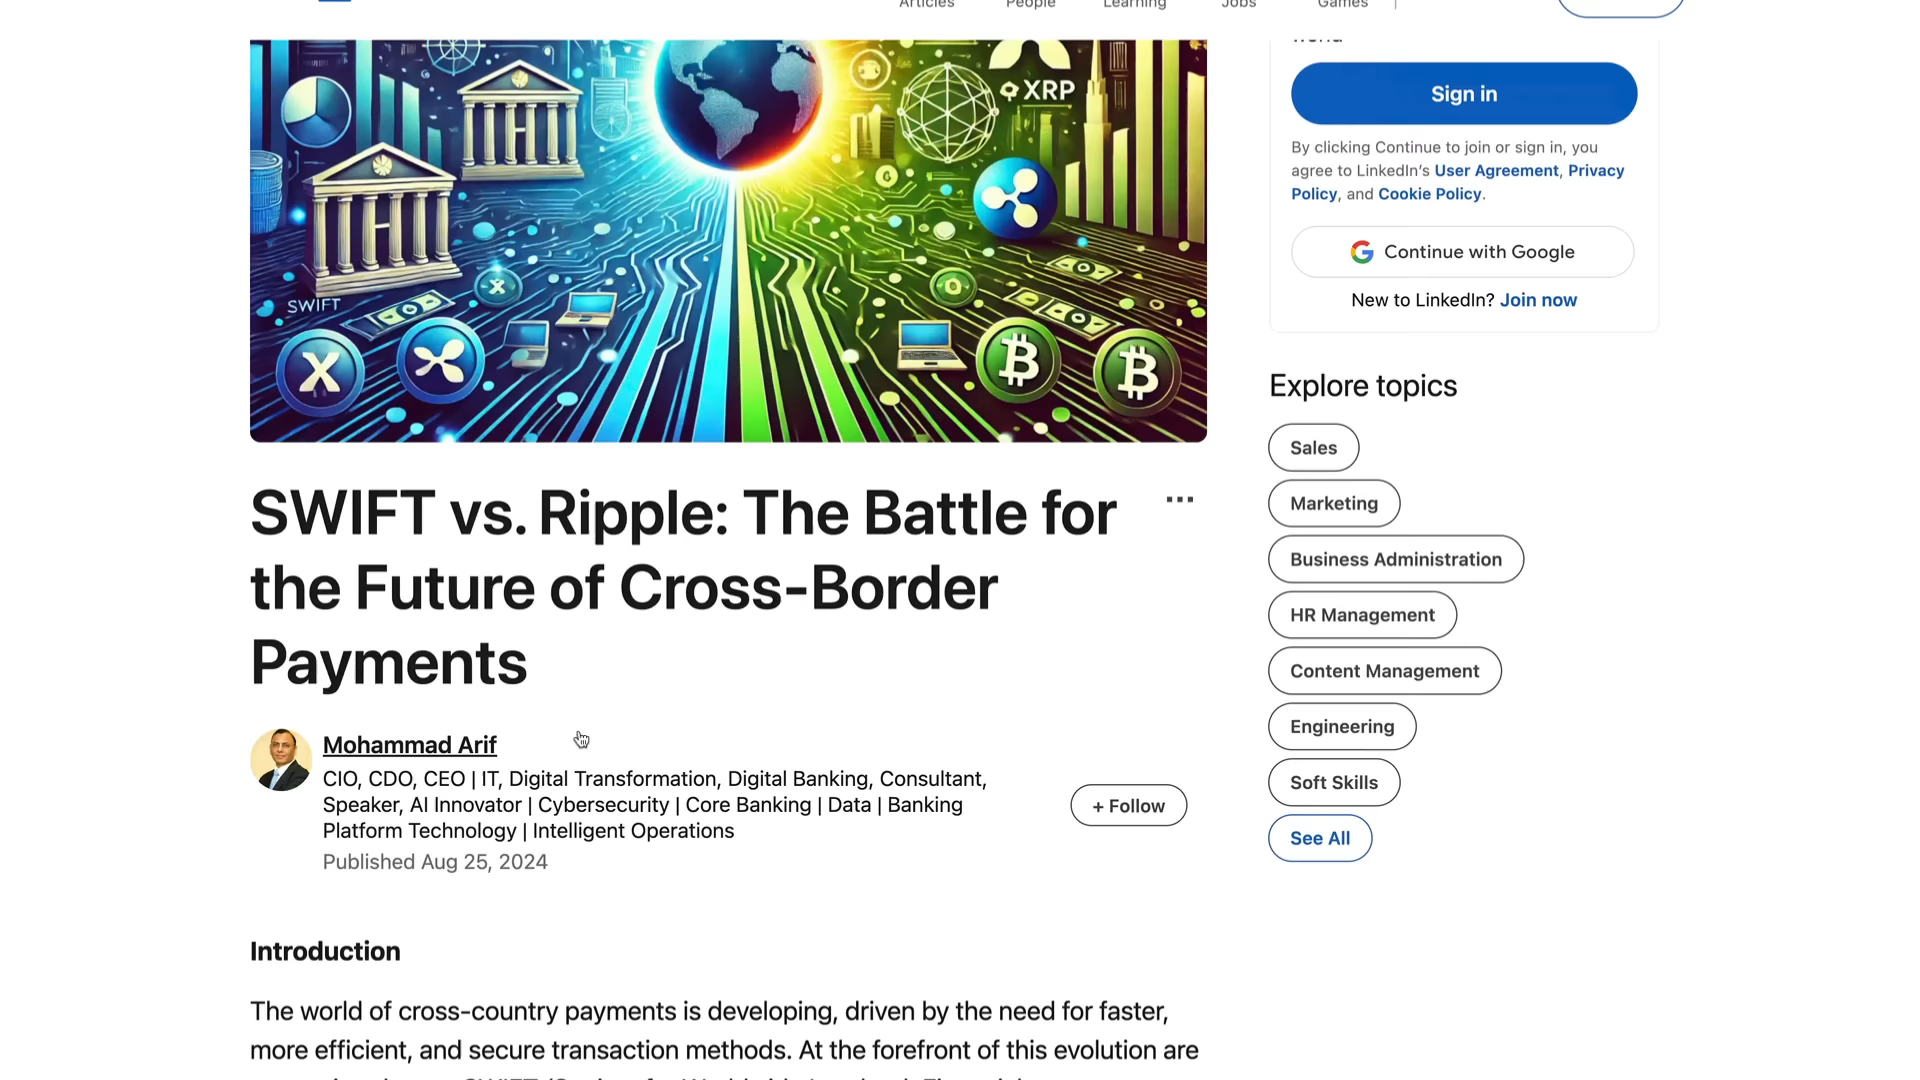 Articles
People
Learning
Jobs
Games
XRP
SWIFT
SWIFT vs. Ripple: The Battle for
the Future of Cross-Border
Payments
Mohammad Arif
CIO, CDO, CEO | IT, Digital Transformation, Digital Banking, Consultant,
Speaker, AI Innovator | Cybersecurity | Core Banking | Data | Banking
Platform Technology | Intelligent Operations
Published Aug 25, 2024
+ Follow
Introduction
The world of cross-country payments is developing, driven by the need for faster,
more efficient, and secure transaction methods. At the forefront of this evolution are
Sign in
By clicking Continue to join or sign in, you
agree to LinkedIn’s User Agreement, Privacy
Policy, and Cookie Policy.
Continue with Google
New to LinkedIn? Join now
Explore topics
Sales
Marketing
Business Administration
HR Management
Content Management
Engineering
Soft Skills
See All